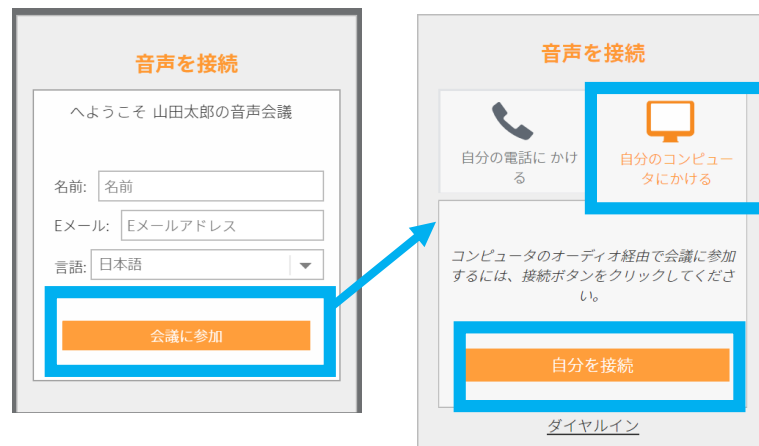 音声を接続
へようこそ 山田太郎の音声会議
名前: 名前
Eメール: Eメールアドレス
言語: 日本語
会議に参加
音声を接続
自分の電話に かけ
る
自分のコンピュー
タにかける
コンピュータのオーディオ経由で会議に参加
するには、接続ボタンをクリックしてくださ
い。
自分を接続
ダイヤルイン